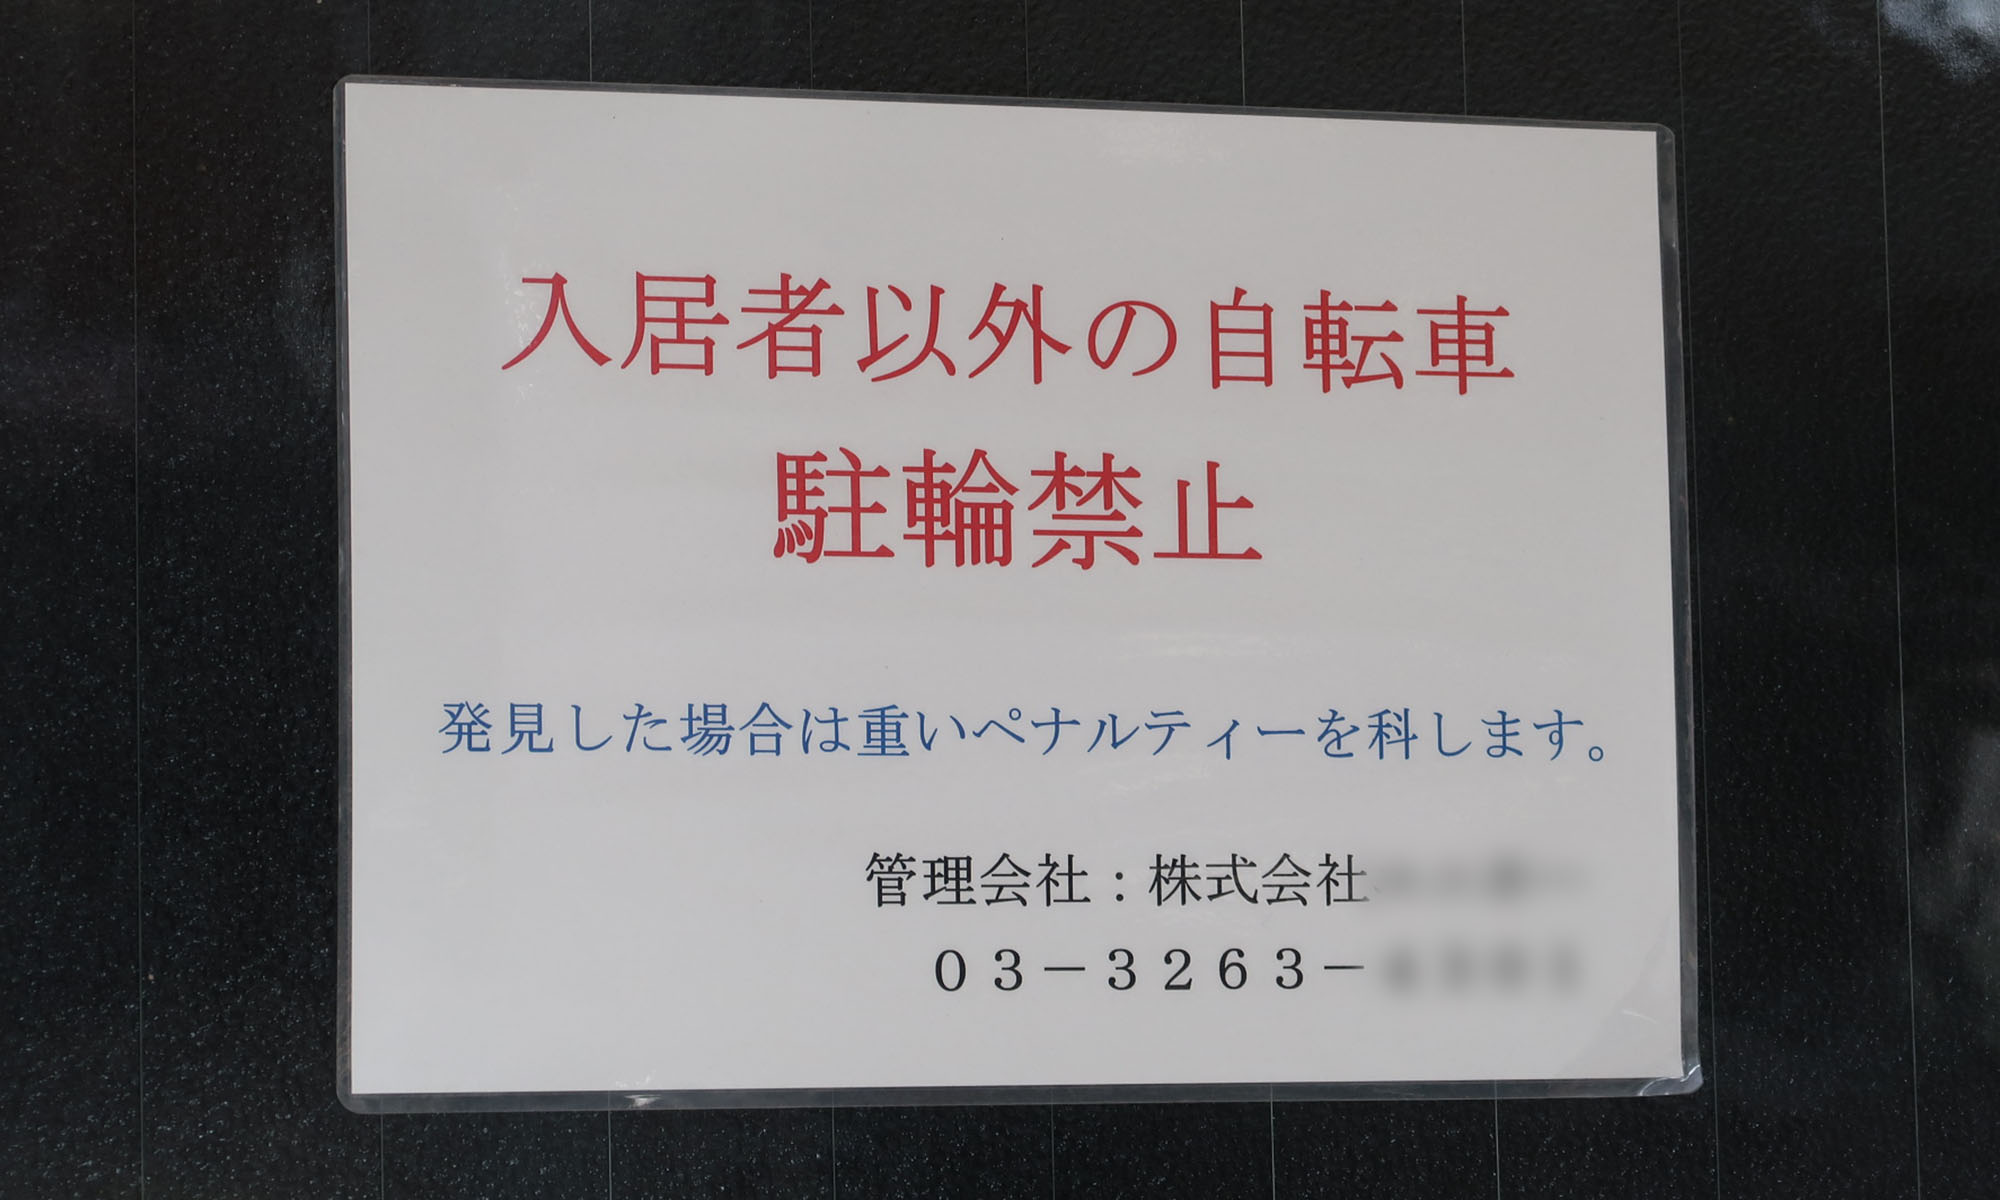 入居者以外の自転車
駐輪禁止
発見した場合は重いペナルティーを科します。
管理会社：株式会社
０３－３２６３－